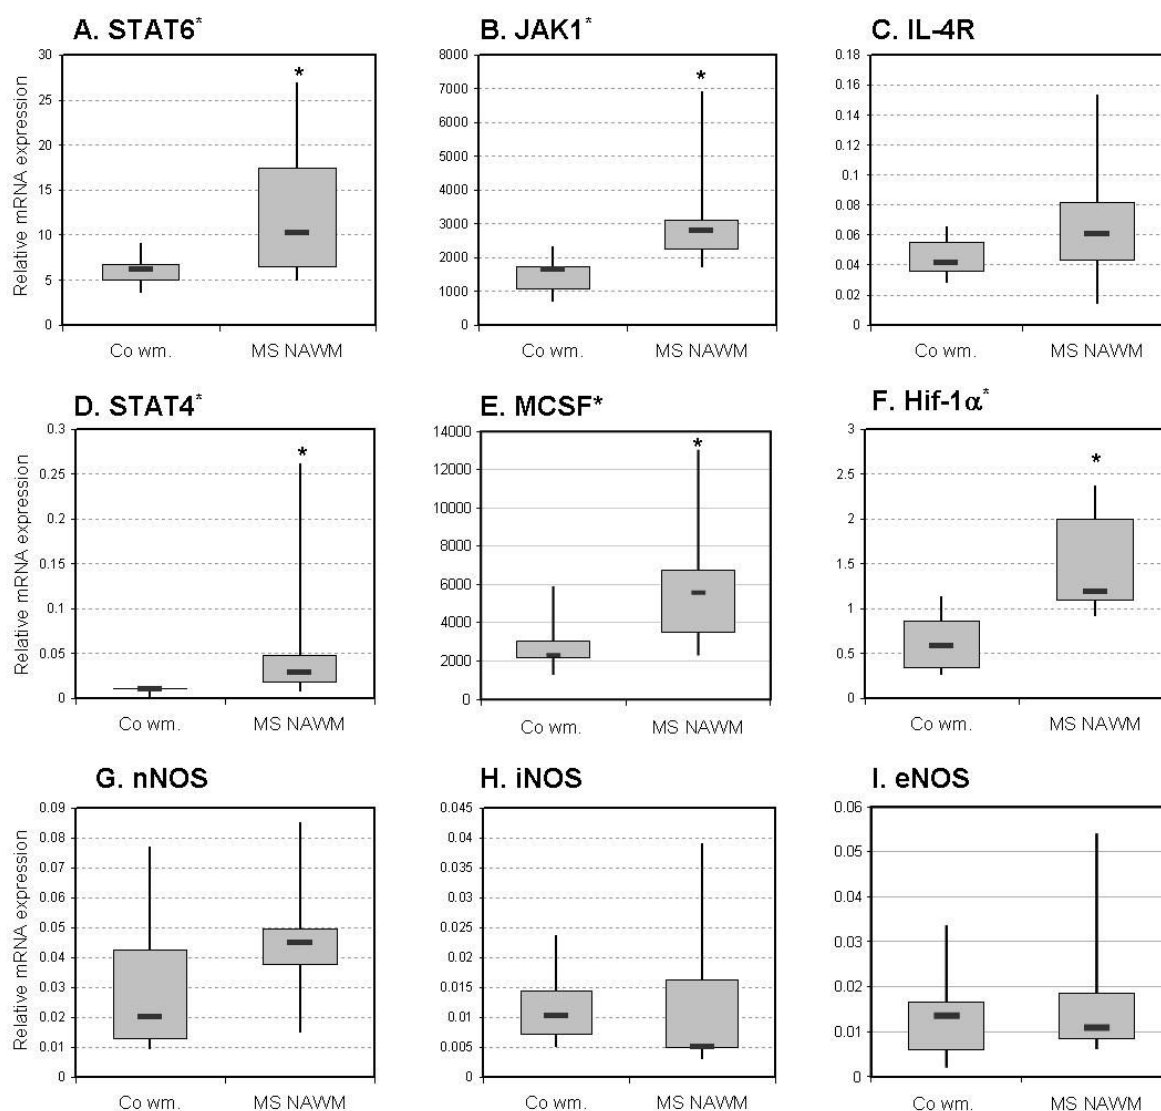 A. STAT6*
B. JAK1*
C. IL-4R
Relative mRNA expression
30
25
20
15
10
5
0
*
Co wm.
MS NAWM
8000
7000
6000
5000
4000
3000
2000
1000
0
*
Co wm.
MS NAWM
0.18
0.16
0.14
0.12
0.1
0.08
0.06
0.04
0.02
0
Co wm.
MS NAWM
D. STAT4*
E. MCSF*
F. Hif-1α*
Relative mRNA expression
0.3
0.25
0.2
0.15
0.1
0.05
0
*
Co wm.
MS NAWM
14000
12000
10000
8000
6000
4000
2000
0
*
Co wm.
MS NAWM
3
2.5
2
1.5
1
0.5
0
*
Co wm.
MS NAWM
G. nNOS
H. iNOS
I. eNOS
Relative mRNA expression
0.09
0.08
0.07
0.06
0.05
0.04
0.03
0.02
0.01
0
Co wm.
MS NAWM
0.045
0.04
0.035
0.03
0.025
0.02
0.015
0.01
0.005
0
Co wm.
MS NAWM
0.06
0.05
0.04
0.03
0.02
0.01
0
Co wm.
MS NAWM